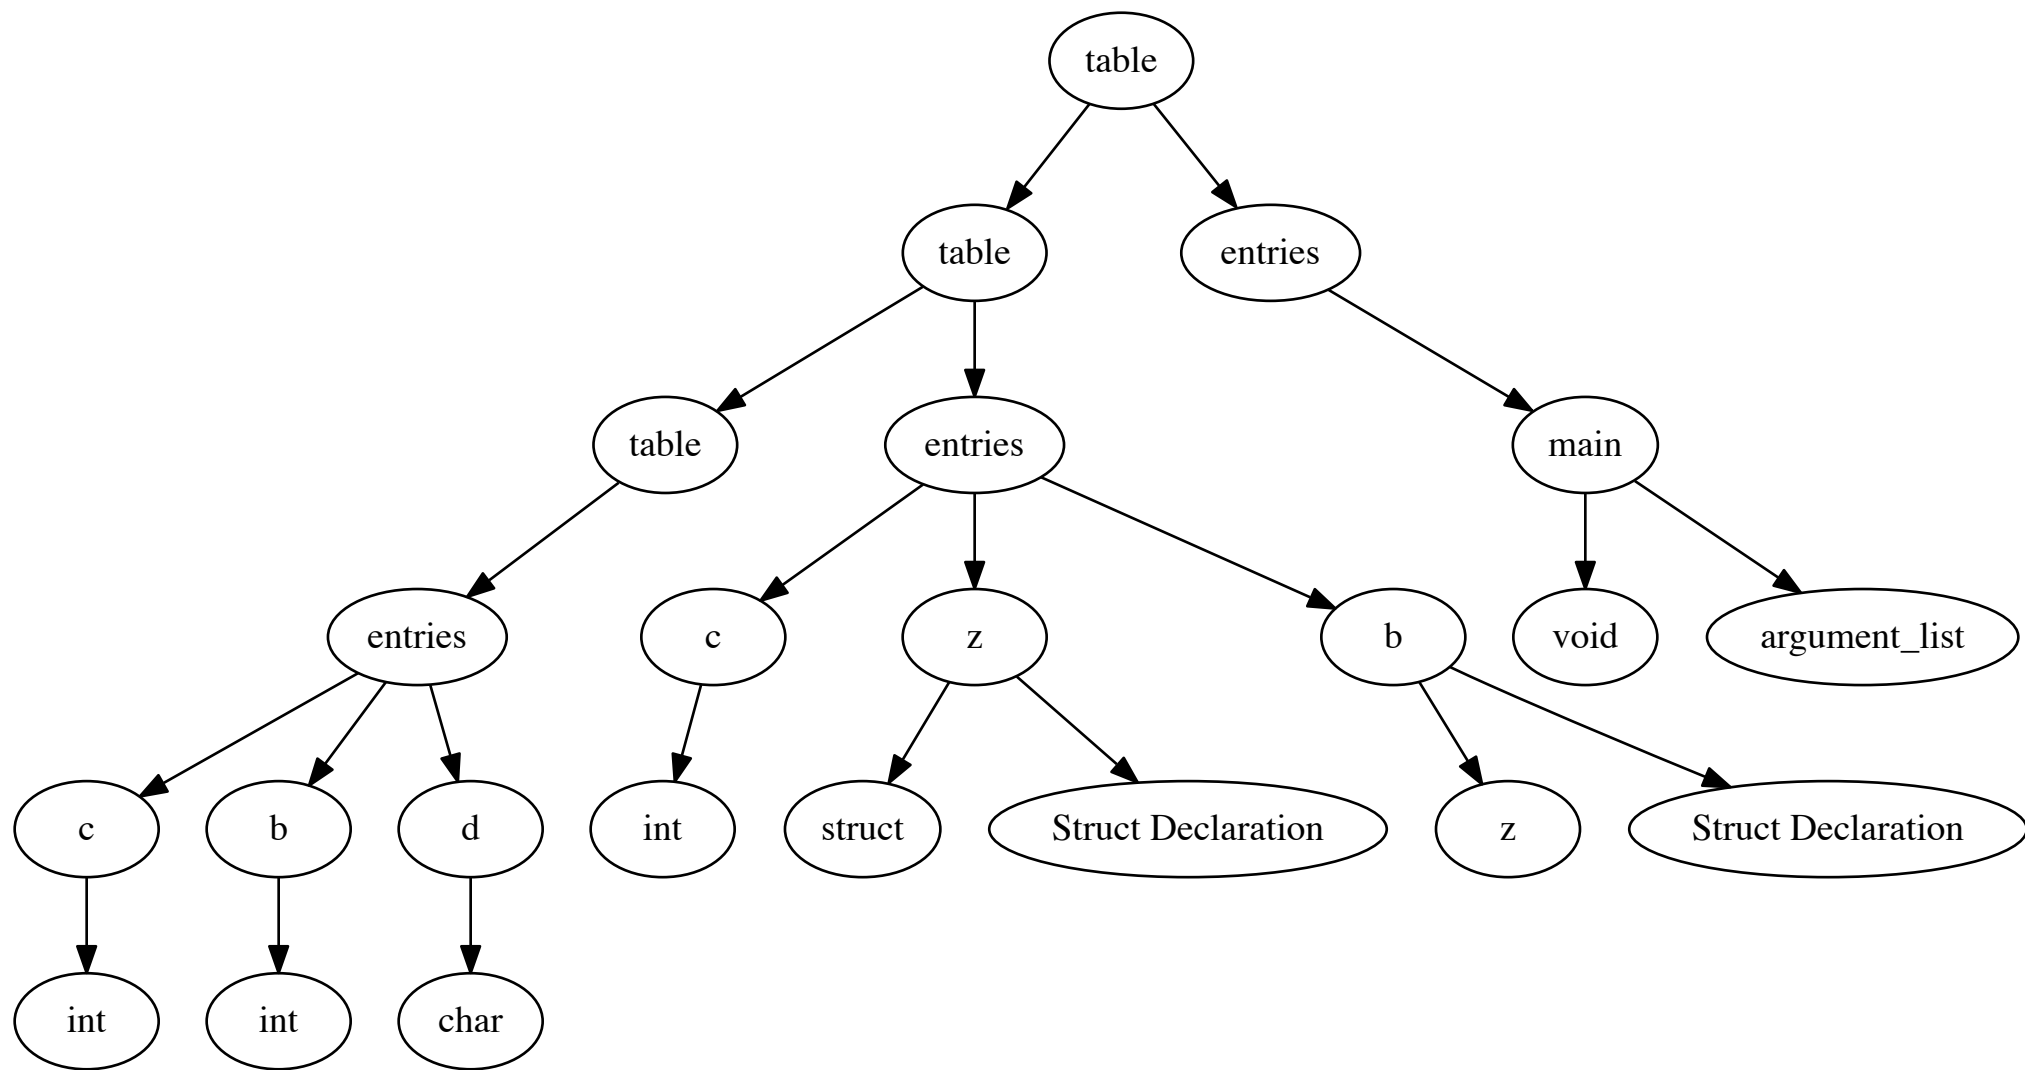 table
table
entries
table
entries
main
entries
c
z
b
void
argument_list
c
b
d
int
struct
Struct Declaration
z
Struct Declaration
int
int
char